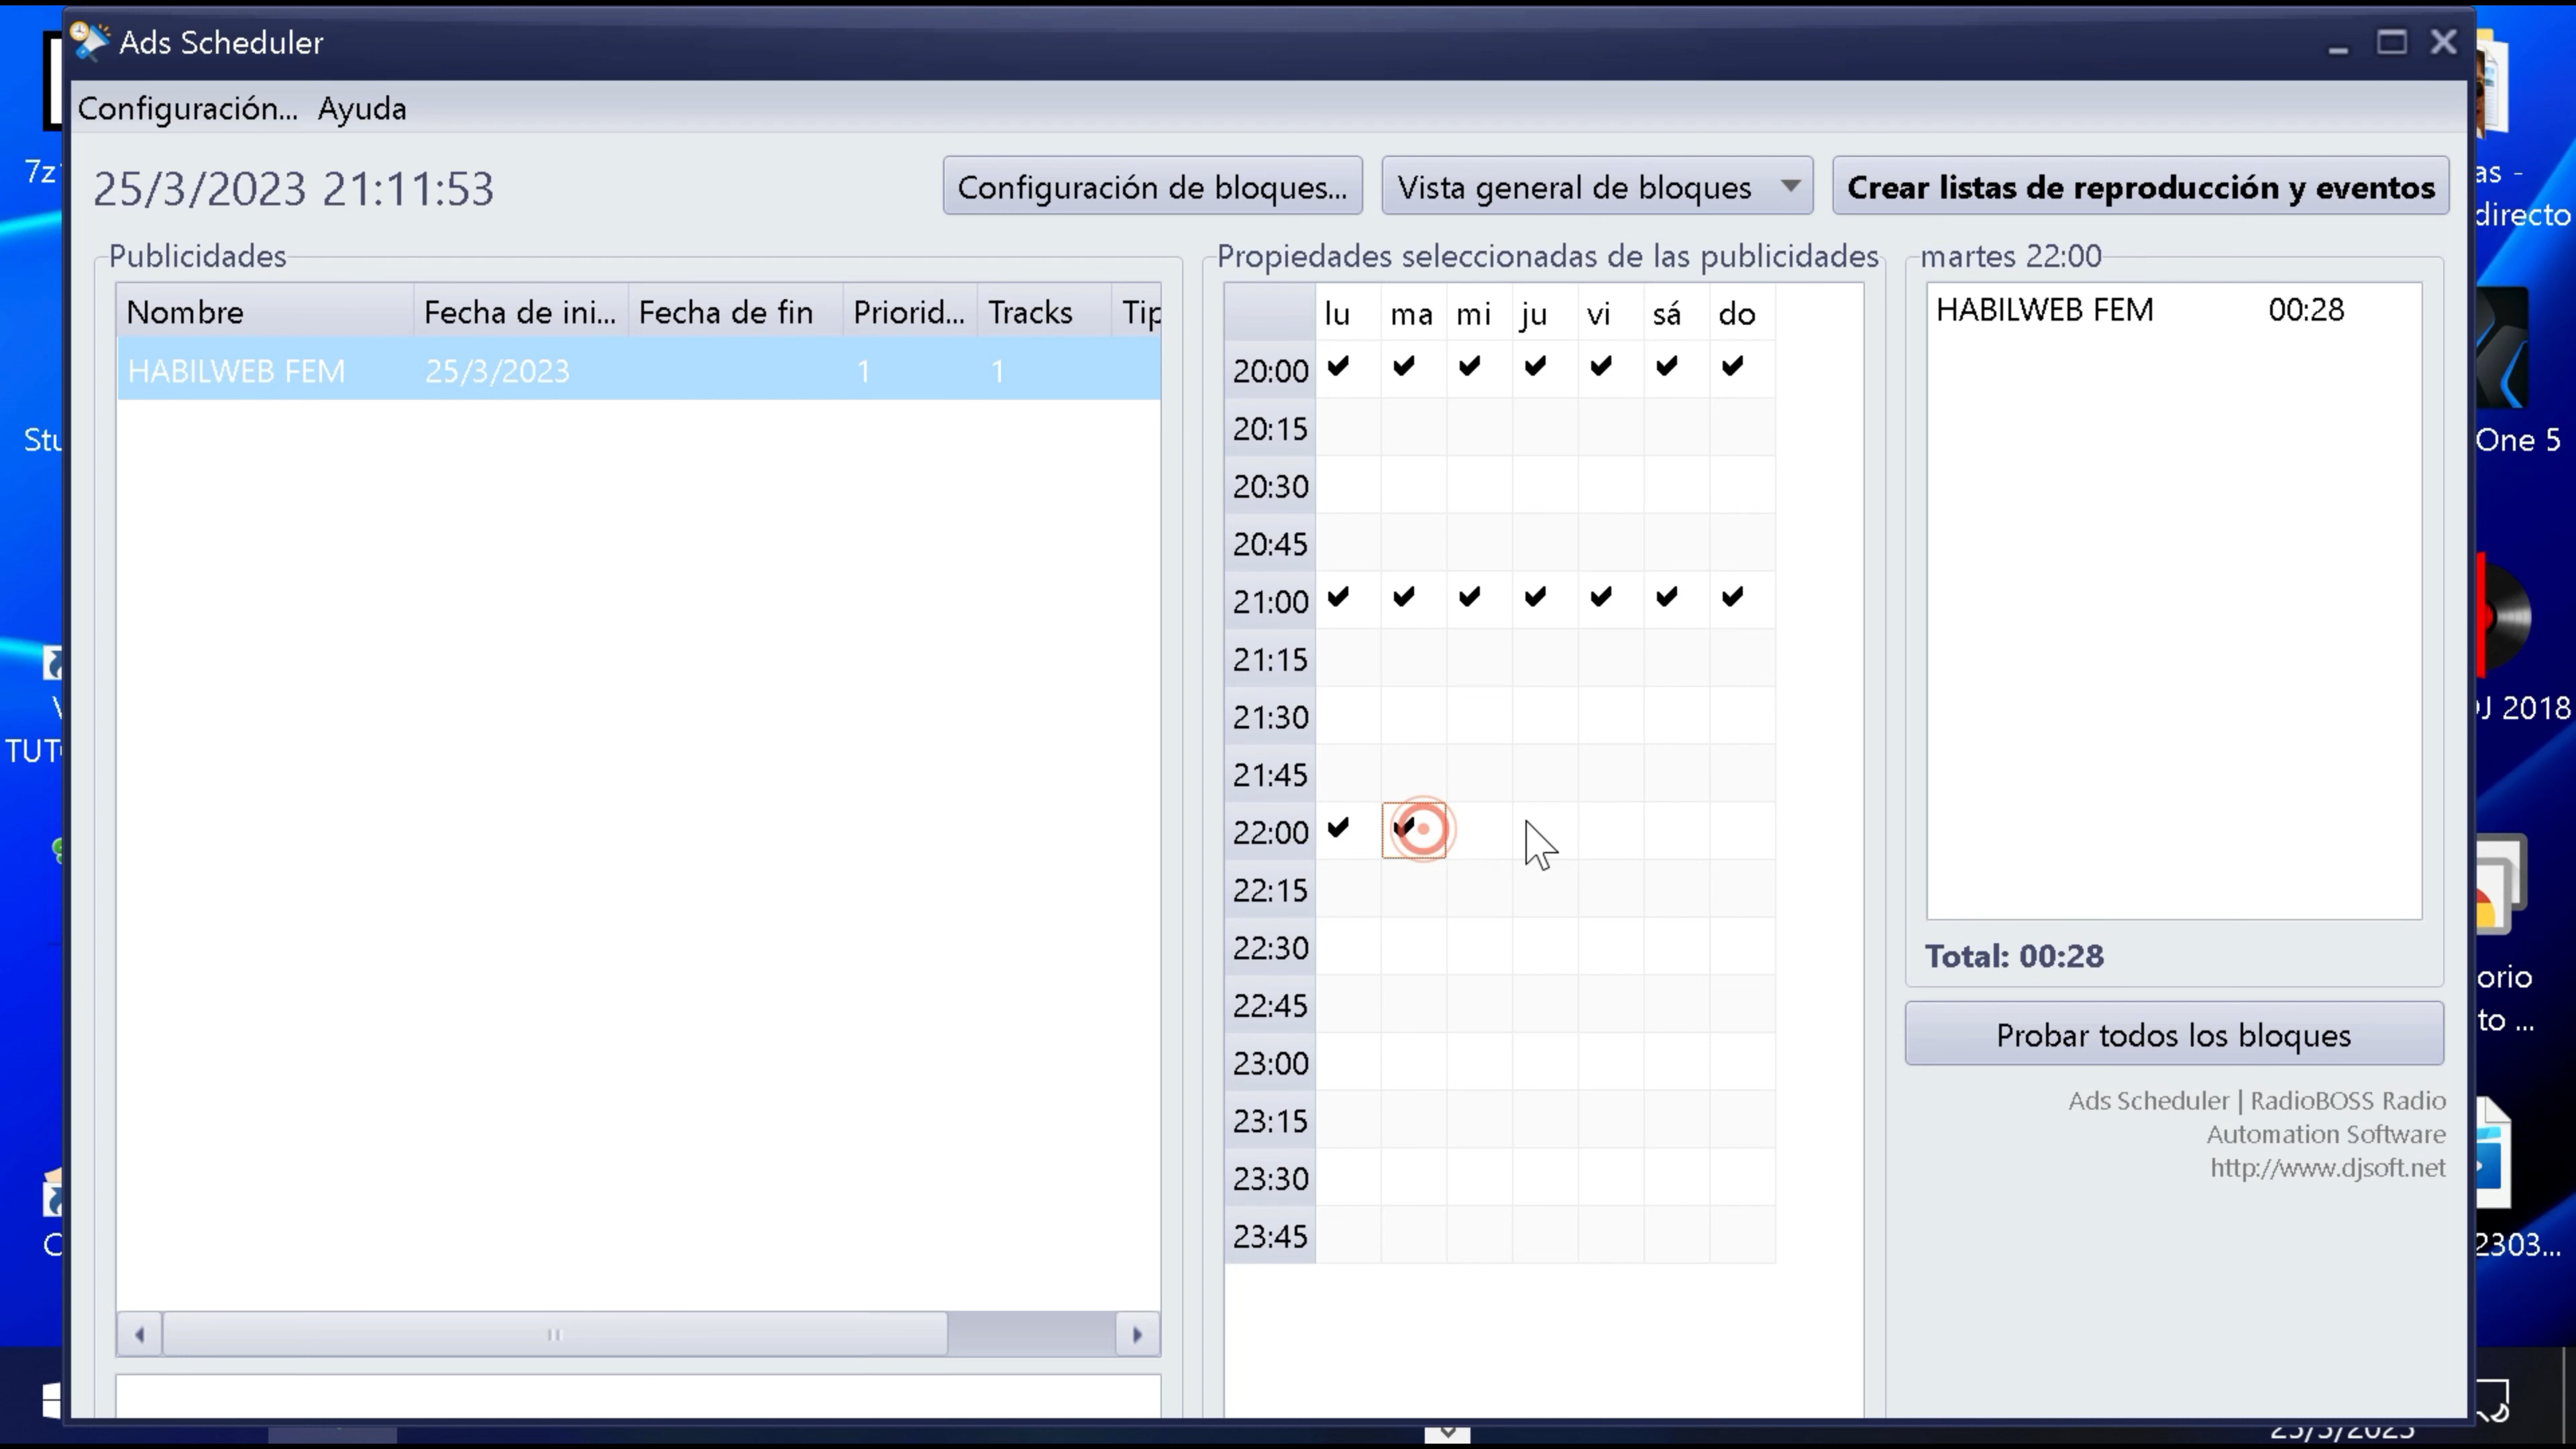 Ads Scheduler
Configuración... Ayuda
25/3/2023 21:11:53
Configuración de bloques...
Vista general de bloques
Crear listas de reproducción y eventos
Publicidades
Nombre Fecha de ini... Fecha de fin Priorid... Tracks Tip
HABILWEB FEM 25/3/2023 1 1
Propiedades seleccionadas de las publicidades
lu ma mi ju vi sá do
20:00
20:15
20:30
20:45
21:00
21:15
21:30
21:45
22:00
22:15
22:30
22:45
23:00
23:15
23:30
23:45
martes 22:00
HABILWEB FEM 00:28
Total: 00:28
Probar todos los bloques
Ads Scheduler | RadioBOSS Radio
Automation Software
http://www.djsoft.net
7z
Stu
TUT
as -
directo
One 5
J 2018
orio
to ...
2303...